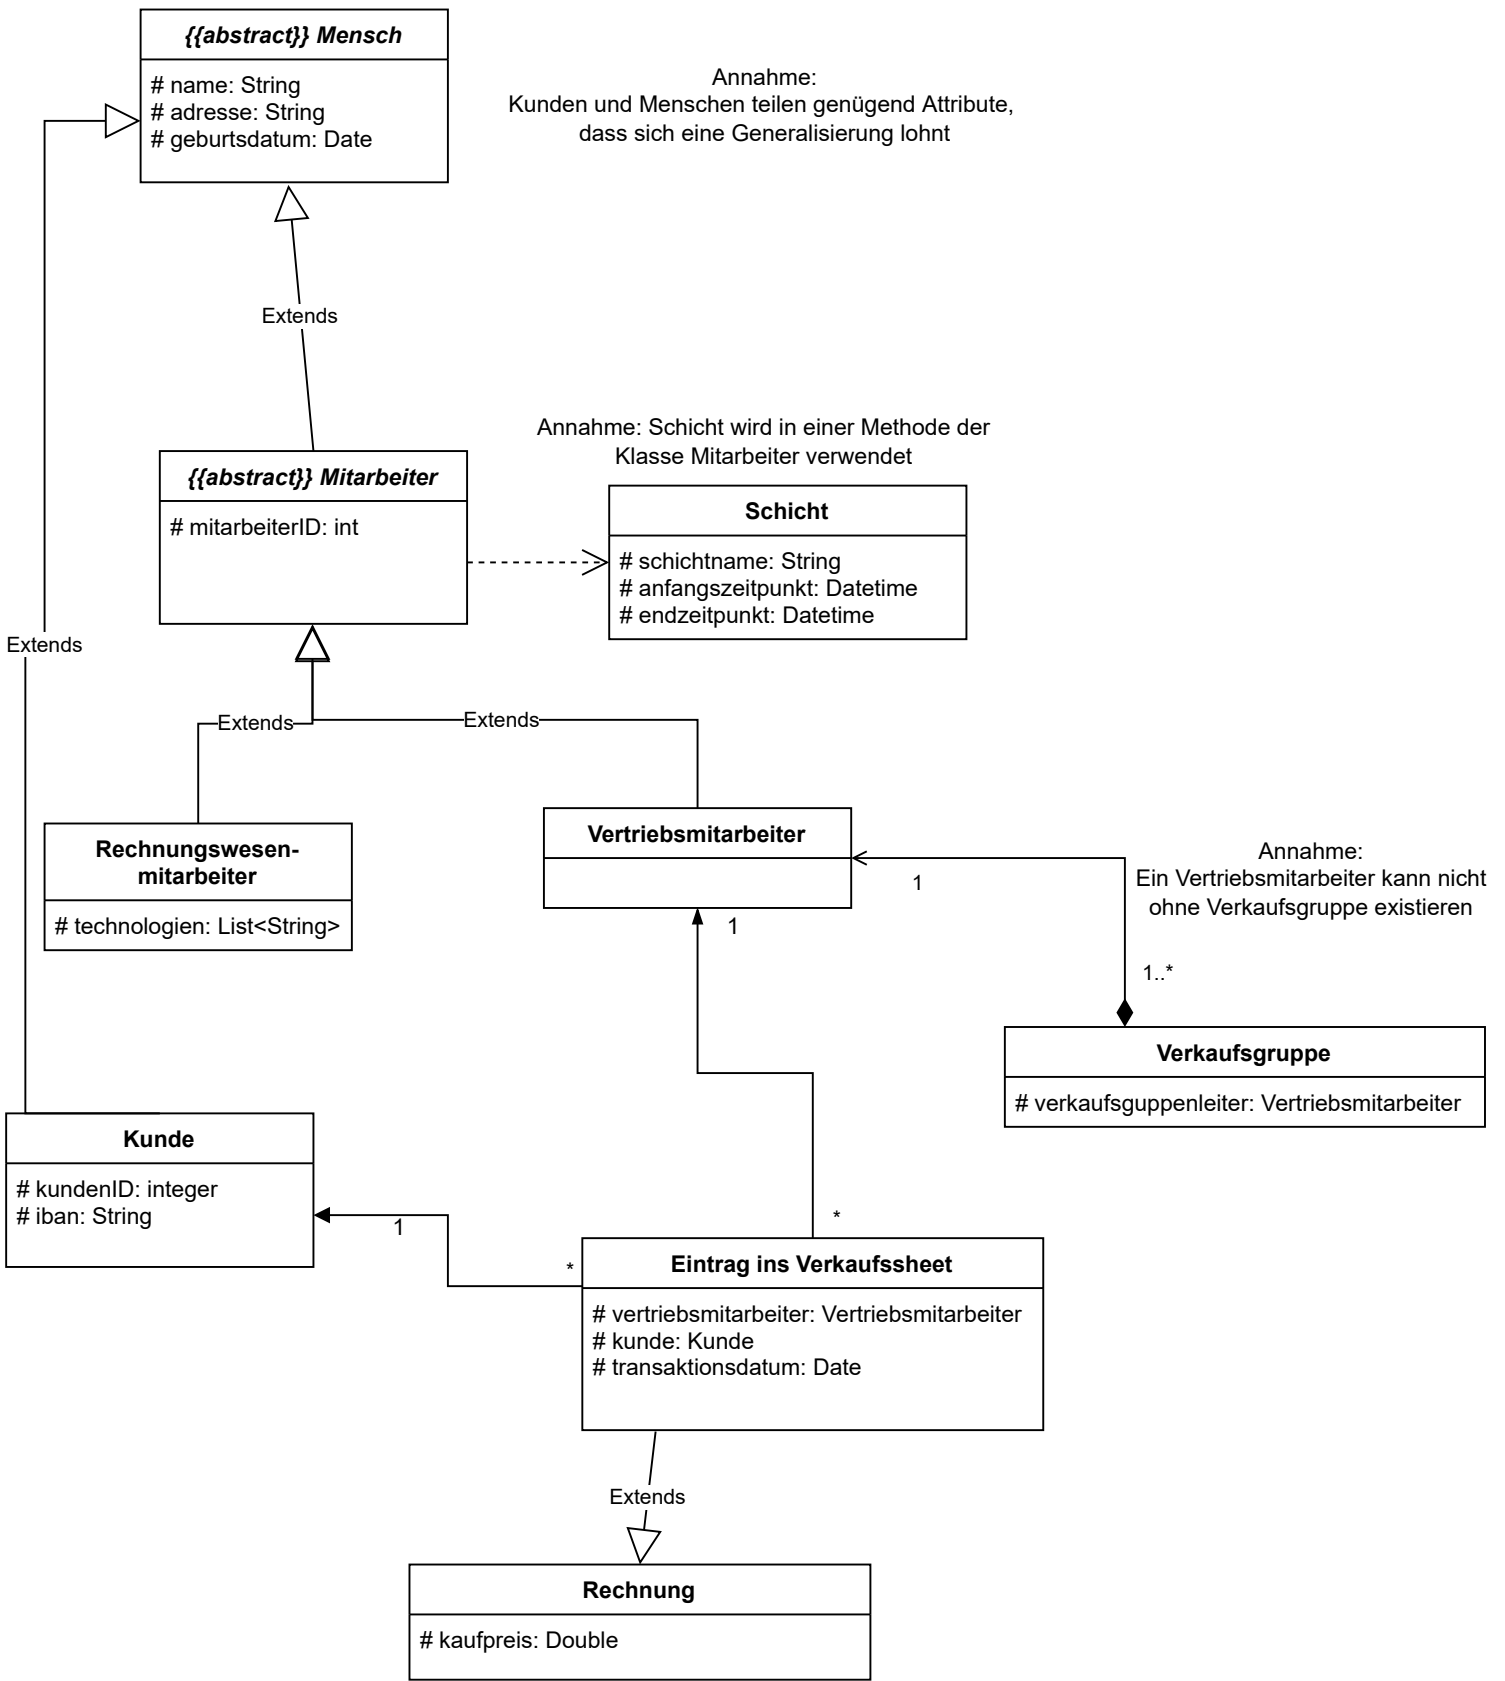 {{abstract}} Mensch
# name: String
# adresse: String
# geburtsdatum: Date
Annahme:
Kunden und Menschen teilen genügend Attribute,
dass sich eine Generalisierung lohnt
Extends
Annahme: Schicht wird in einer Methode der
Klasse Mitarbeiter verwendet
{{abstract}} Mitarbeiter
# mitarbeiterID: int
Schicht
# schichtname: String
# anfangszeitpunkt: Datetime
# endzeitpunkt: Datetime
Extends
Extends
Extends
Rechnungswesen-
mitarbeiter
# technologien: List<String>
Vertriebsmitarbeiter
1
1
Annahme:
Ein Vertriebsmitarbeiter kann nicht
ohne Verkaufsgruppe existieren
1..*
Verkaufsgruppe
# verkaufsguppenleiter: Vertriebsmitarbeiter
Kunde
# kundenID: integer
# iban: String
1
*
*
Eintrag ins Verkaufssheet
# vertriebsmitarbeiter: Vertriebsmitarbeiter
# kunde: Kunde
# transaktionsdatum: Date
Extends
Rechnung
# kaufpreis: Double